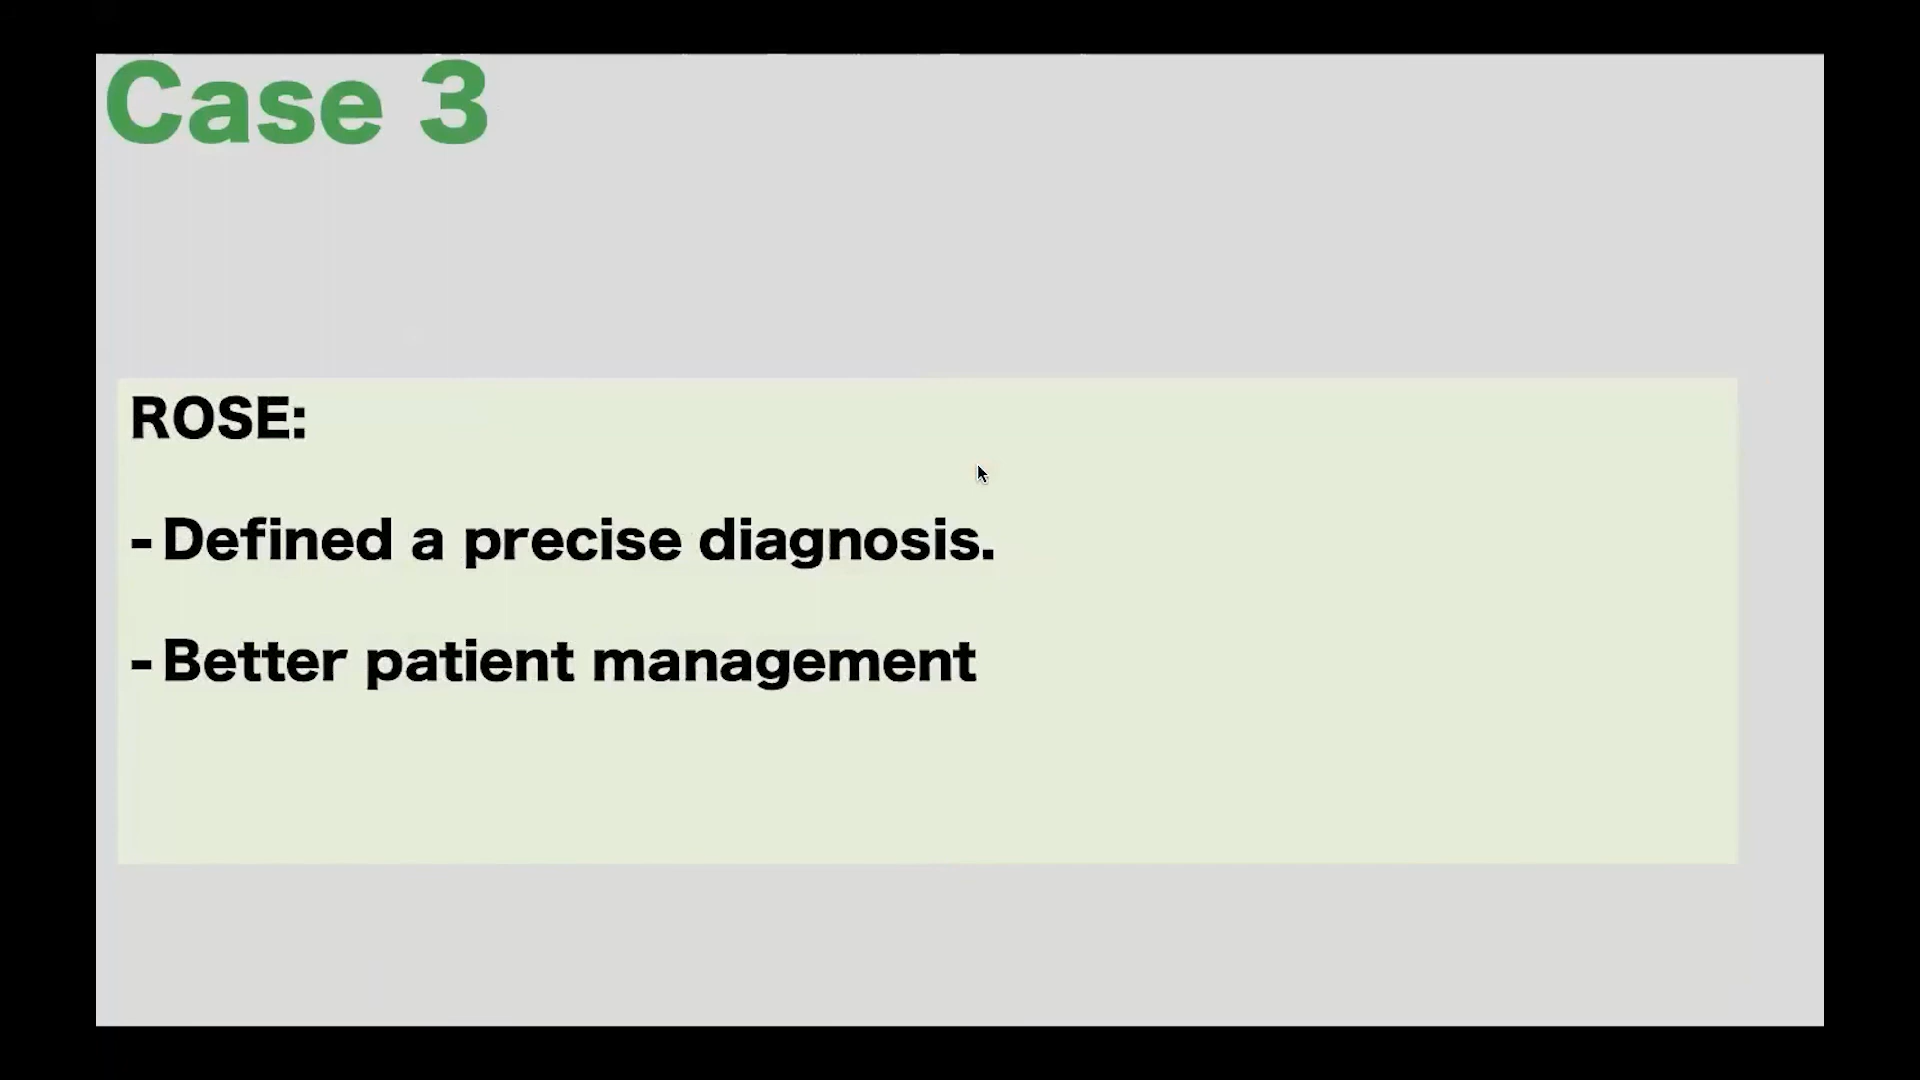 Case 3
ROSE:
- Defined a precise diagnosis.
- Better patient management